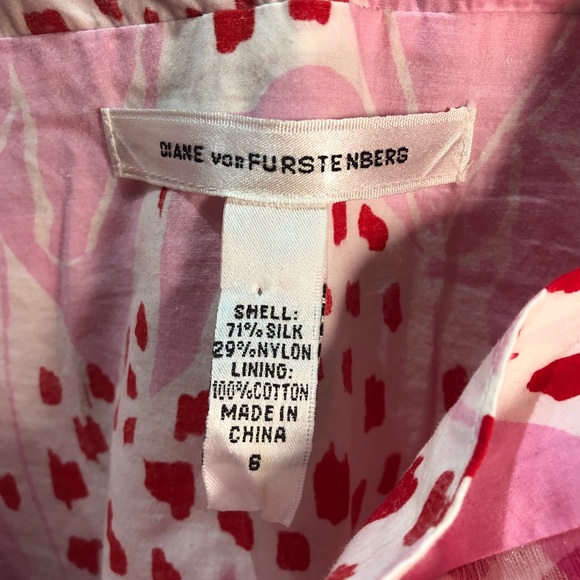 DIANE von FURSTENBERG
SHELL:
71% SILK
29% NYLON
LINING:
100% COTTON
MADE IN
CHINA
6